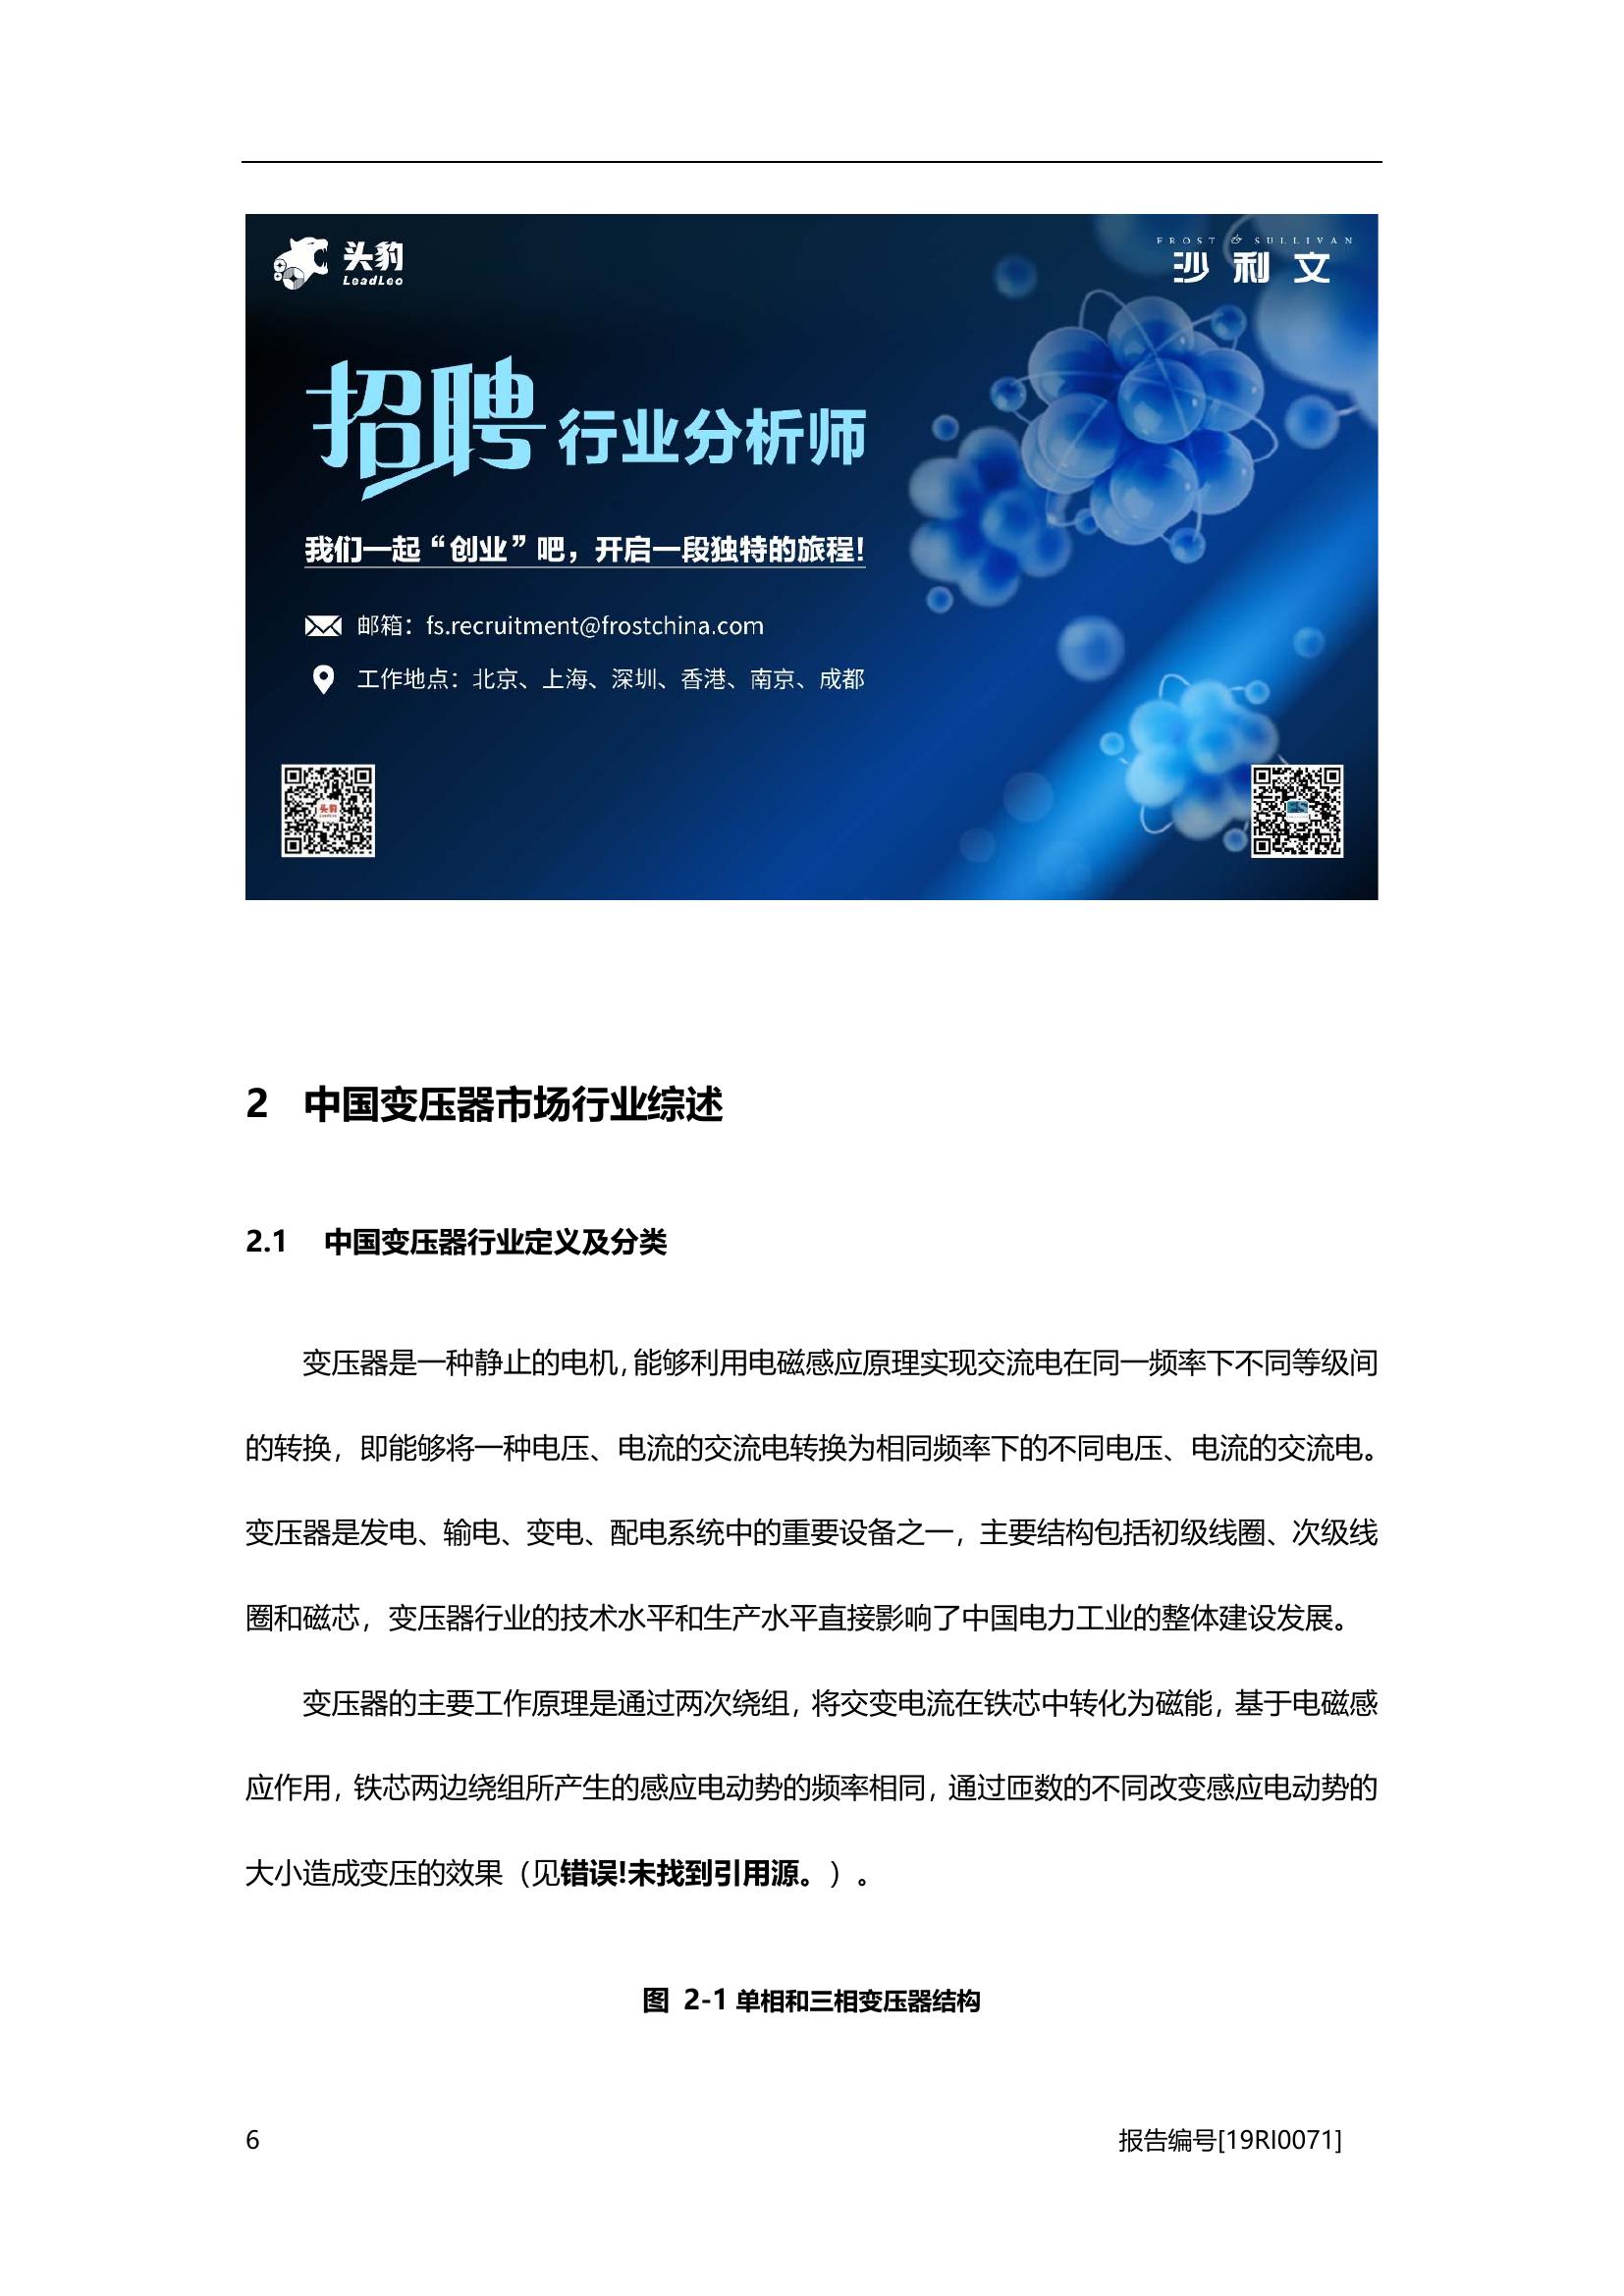 头豹
LeadLeo
FROST & SULLIVAN
沙利文
招聘 行业分析师
我们一起“创业”吧，开启一段独特的旅程！
邮箱：fs.recruitment@frostchina.com
工作地点：北京、上海、深圳、香港、南京、成都
头豹
2 中国变压器市场行业综述
2.1 中国变压器行业定义及分类
变压器是一种静止的电机，能够利用电磁感应原理实现交流电在同一频率下不同等级间
的转换，即能够将一种电压、电流的交流电转换为相同频率下的不同电压、电流的交流电。
变压器是发电、输电、变电、配电系统中的重要设备之一，主要结构包括初级线圈、次级线
圈和磁芯，变压器行业的技术水平和生产水平直接影响了中国电力工业的整体建设发展。
变压器的主要工作原理是通过两次绕组，将交变电流在铁芯中转化为磁能，基于电磁感
应作用，铁芯两边绕组所产生的感应电动势的频率相同，通过匝数的不同改变感应电动势的
大小造成变压的效果（见错误!未找到引用源。）。
图 2-1 单相和三相变压器结构
6 报告编号[19RI0071]